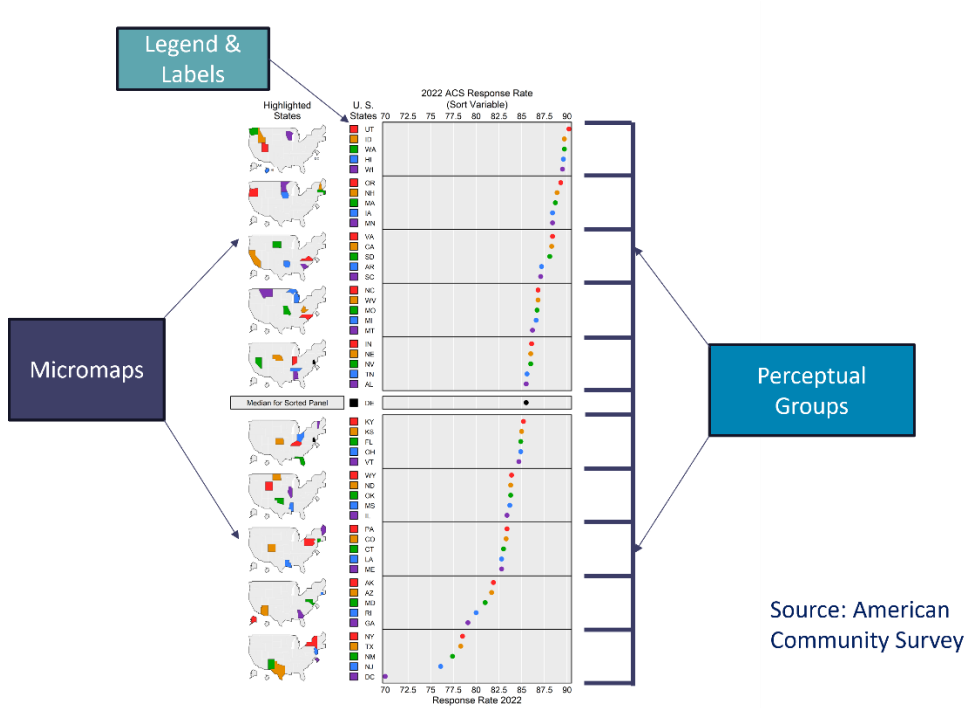 Legend &
Labels
2022 ACS Response Rate
(Sort Variable)
Highlighted
States
U. S.
States
70 72.5 75 77.5 80 82.5 85 87.5 90
UT
ID
WA
HI
WI
OR
NH
MA
IA
MN
VA
CA
SD
AR
SC
NC
WV
MO
MI
MT
IN
NE
NV
TN
AL
Median for Sorted Panel DE
KY
KS
FL
OH
VT
WY
ND
OK
MS
IL
PA
CO
CT
LA
ME
AK
AZ
MD
RI
GA
NY
TX
NM
NJ
DC
70 72.5 75 77.5 80 82.5 85 87.5 90
Response Rate 2022
Micromaps
Perceptual
Groups
Source: American
Community Survey